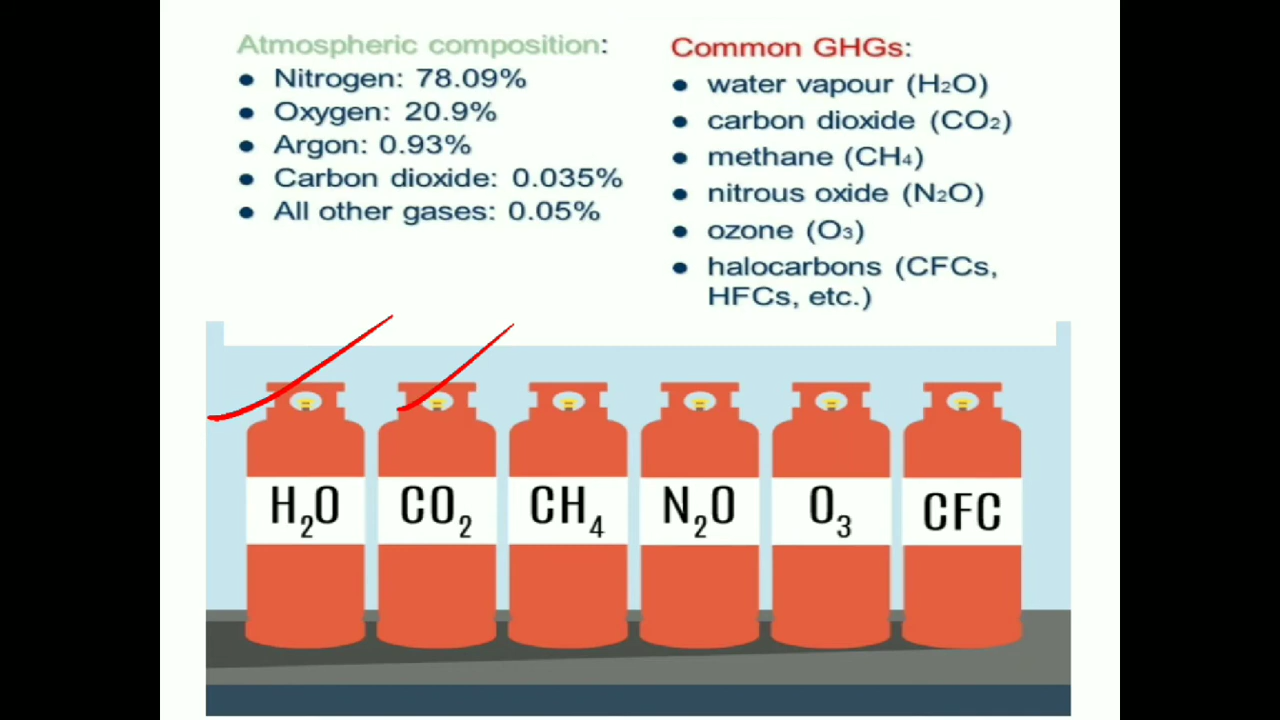 Atmospheric composition:
● Nitrogen: 78.09%
● Oxygen: 20.9%
● Argon: 0.93%
● Carbon dioxide: 0.035%
● All other gases: 0.05%
Common GHGs:
● water vapour (H₂O)
● carbon dioxide (CO₂)
● methane (CH₄)
● nitrous oxide (N₂O)
● ozone (O₃)
● halocarbons (CFCs,
HFCs, etc.)
H₂O CO₂ CH₄ N₂O O₃ CFC